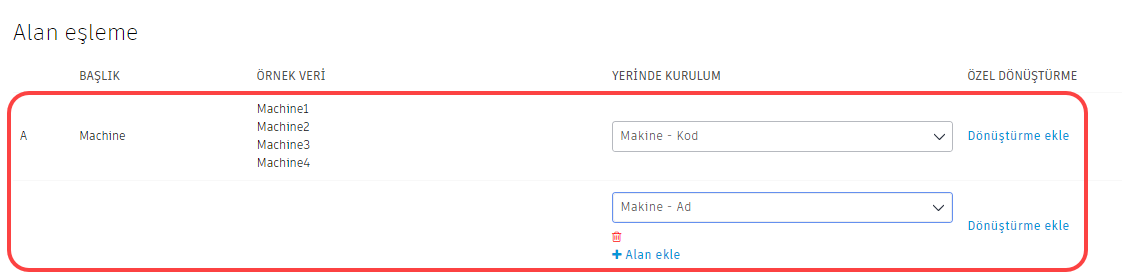 Alan eşleme
BAŞLIK ÖRNEK VERİ YERİNDE KURULUM ÖZEL DÖNÜŞTÜRME
Machine1
Machine2
A Machine Makine - Kod Dönüştürme ekle
Machine3
Machine4
Makine - Ad
Dönüştürme ekle
+ Alan ekle